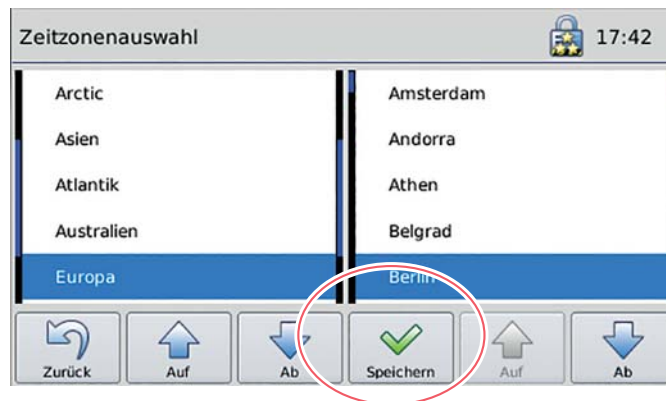 Zeitzonenauswahl
17:42
Arctic
Asien
Atlantik
Australien
Europa
Amsterdam
Andorra
Athen
Belgrad
Berlin
Zurück
Auf
Ab
Speichern
Auf
Ab